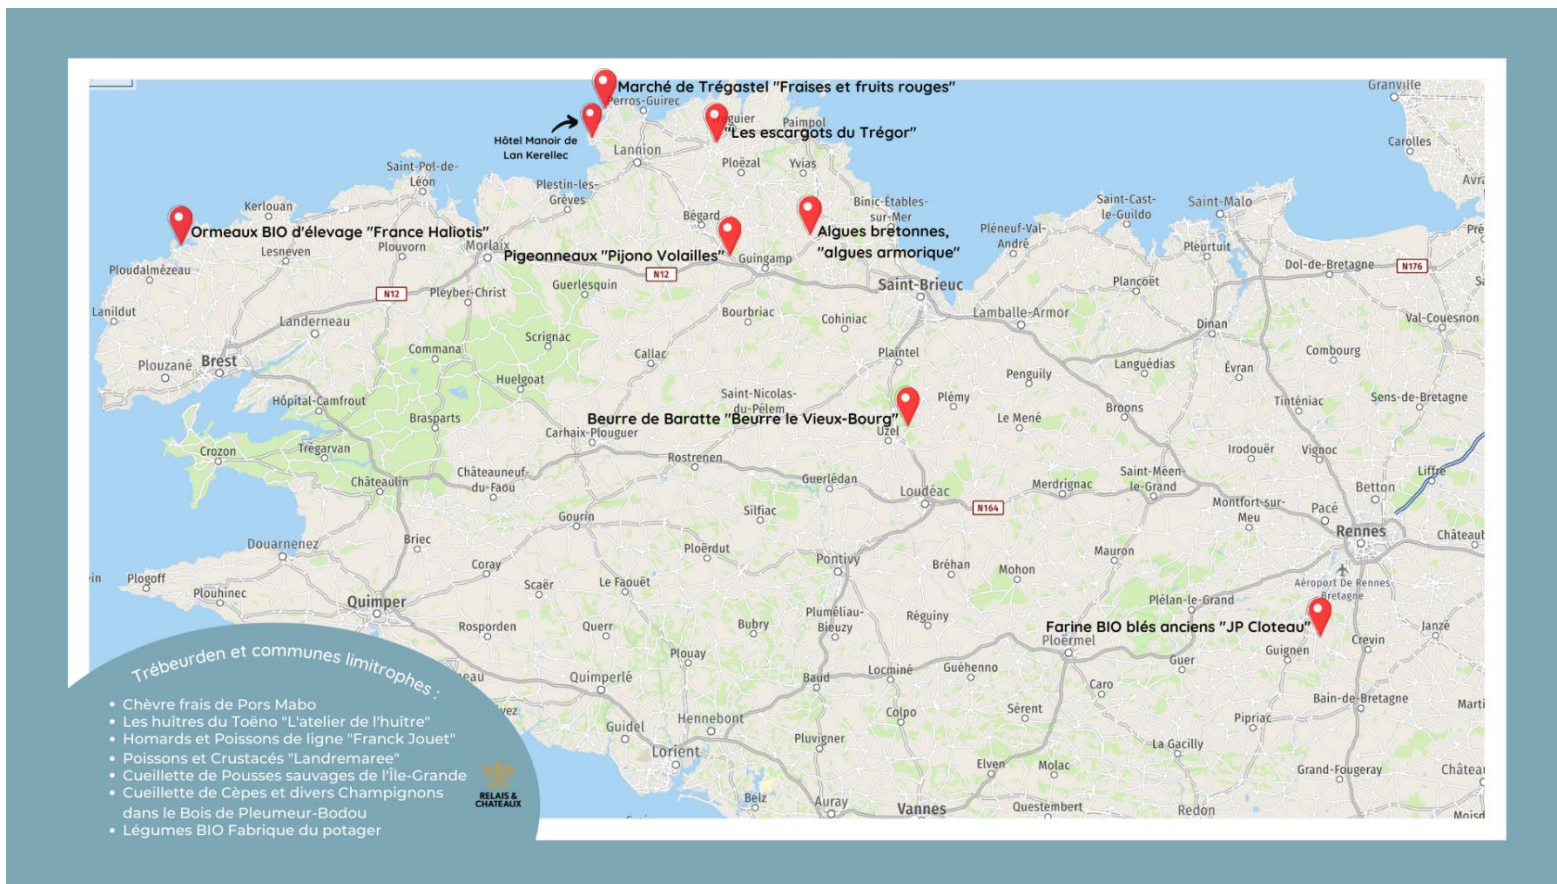 Granville
Marché de Trégastel "Fraises et fruits rouges"
Perros-Guirec
Hôtel Manoir de
Lan Kerellec
"Les escargots du Trégor"
Paimpol
Carolles
Lannion
Ploëzal
Yvias
Saint-Pol-de-
Léon
Plestin-les-
Grèves
Kerlouan
Bégard
Binic-Étables-
sur-Mer
Saint-Cast-
le-Guildo
Saint-Malo
Ormeaux BIO d'élevage "France Haliotis"
Algues bretonnes,
"algues armorique"
Pléneuf-Val-
André
Pleurtuit
Lesneven
Plouvorn
Morlaix
Pigeonneaux "Pijono Volailles"
Guingamp
Ploudalmézeau
N12
Dol-de-Bretagne
N176
Guerlesquin
Saint-Brieuc
Plancoët
N12
Pleyber-Christ
Lanildut
Landerneau
Bourbriac
Cohiniac
Lamballe-Armor
Dinan
Val-Couesnon
Scrignac
Commana
Callac
Plaintel
Combourg
Plouzané
Brest
Languédias
Évran
Huelgoat
Penguily
Hôpital-Camfrout
Saint-Nicolas-
du-Pélem
Plémy
Tinténiac
Sens-de-Bretagne
Brasparts
Beurre de Baratte "Beurre le Vieux-Bourg"
Le Mené
Broons
Carhaix-Plouguer
Uzel
Crozon
Trégarvan
Irodouër
Vignoc
Rostrenen
Châteauneuf-
du-Faou
Châteaulin
Guerlédan
Saint-Méen-
le-Grand
Liffré
Loudéac
Merdrignac
Betton
N164
Montfort-sur-
Meu
Pacé
Gourin
Silfiac
Rennes
Douarnenez
Briec
Ploërdut
Mauron
Coray
Pontivy
Bréhan
Mohon
Aéroport De Rennes
Bretagne
Plogoff
Scaër
Le Faouët
Plouhinec
Quimper
Plélan-le-Grand
Pluméliau-
Bieuzy
Réguiny
Rosporden
Querr
Bubry
Farine BIO blés anciens "JP Cloteau"
Janzé
Ploërmel
Crevin
Guignen
Plouay
Guer
Locminé
Guéhenno
Quimperlé
Baud
Caro
Bain-de-Bretagne
Colpo
Sérent
Pipriac
Guidel
Hennebont
Pluvigner
Lorient
La Gacilly
Elven
Molac
Grand-Fougeray
Belz
Auray
Vannes
Questembert
Redon
Trébeurden et communes limitrophes :
• Chèvre frais de Pors Mabo
• Les huîtres du Toëno "L'atelier de l'huître"
• Homards et Poissons de ligne "Franck Jouet"
• Poissons et Crustacés "Landremaree"
• Cueillette de Pousses sauvages de l'Île-Grande
• Cueillette de Cèpes et divers Champignons
dans le Bois de Pleumeur-Bodou
• Légumes BIO Fabrique du potager
RELAIS &
CHATEAUX